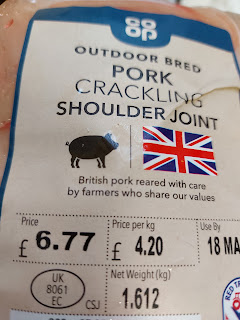 CO
OP
OUTDOOR BRED
PORK
CRACKLING
SHOULDER JOINT
British pork reared with care
by farmers who share our values
Price Price per kg Use By
£ 6.77 £ 4.20 18 MA
Net Weight (kg)
UK
8061
EC
CSJ 1.612
RED TR